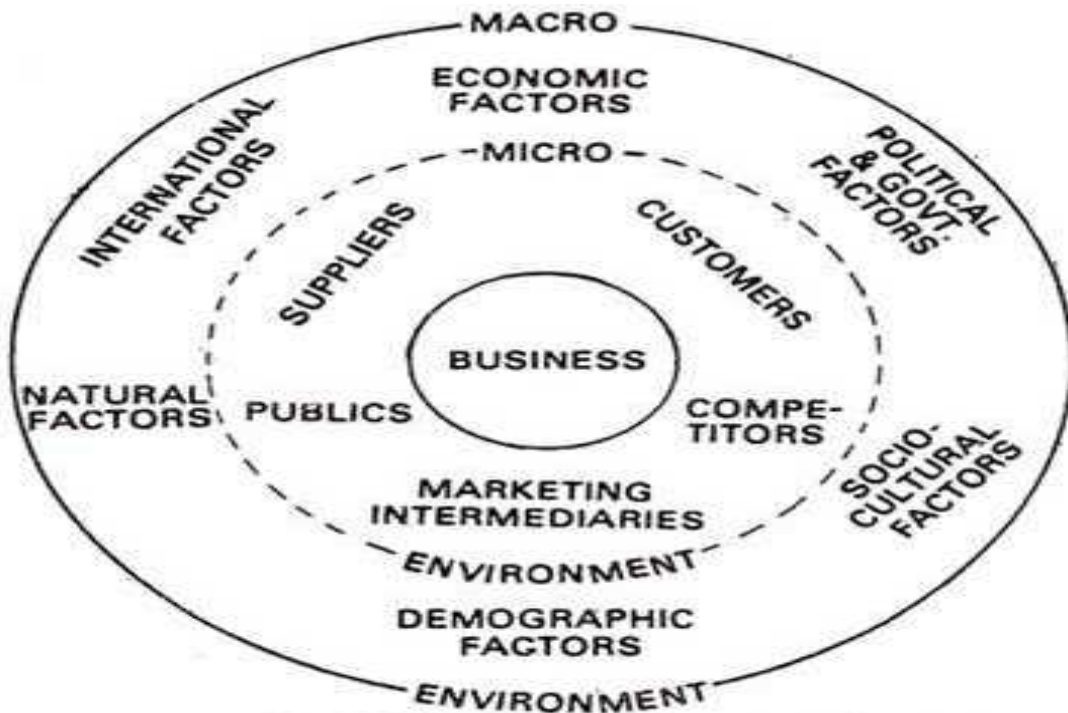 MACRO
ECONOMIC
FACTORS
INTERNATIONAL
FACTORS
POLITICAL
& GOVT-
FACTORS
MICRO
SUPPLIERS
CUSTOMERS
BUSINESS
NATURAL
FACTORS
PUBLICS
COMPE-
TITORS
SOCIO-
CULTURAL
FACTORS
MARKETING
INTERMEDIARIES
ENVIRONMENT
DEMOGRAPHIC
FACTORS
ENVIRONMENT